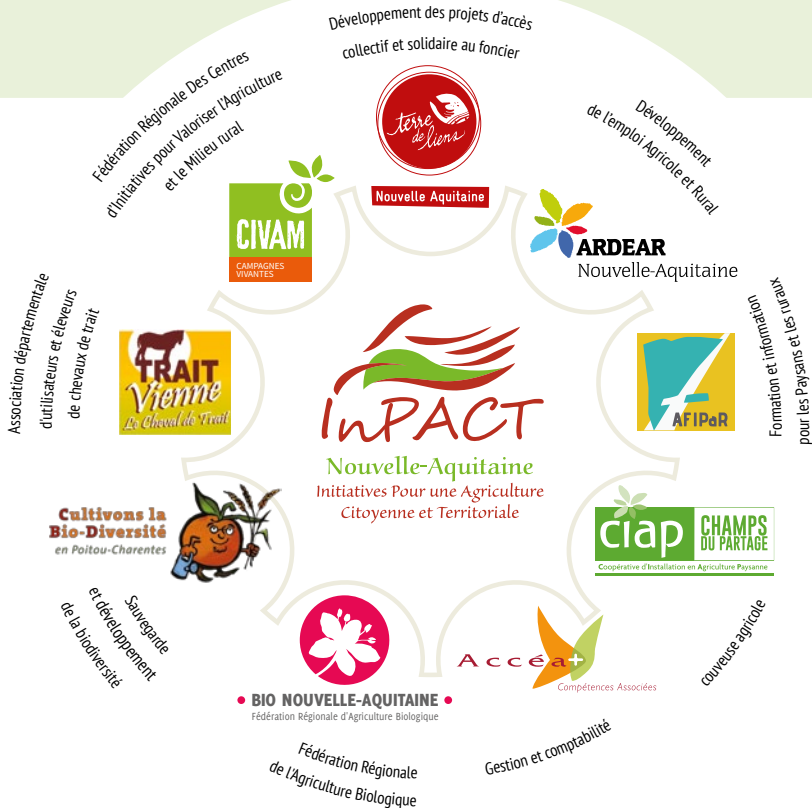 Développement des projets d'accès
collectif et solidaire au foncier
terre
de
liens
Nouvelle Aquitaine
Développement
de l'emploi Agricole et Rural
ARDEAR
Nouvelle-Aquitaine
Formation et information
pour les Paysans et les ruraux
AFIPaR
ciap
CHAMPS
DU PARTAGE
Coopérative d'Installation en Agriculture Paysanne
couveuse agricole
Accéa+
Compétences Associées
Gestion et comptabilité
BIO NOUVELLE-AQUITAINE
Fédération Régionale d'Agriculture Biologique
Fédération Régionale
de l'Agriculture Biologique
Cultivons la
Bio-Diversité
en Poitou-Charentes
Sauvegarde
et développement
de la biodiversité
TRAIT
Vienne
Le Cheval de Trait
Association départementale
d'utilisateurs et éleveurs
de chevaux de trait
CIVAM
CAMPAGNES
VIVANTES
Fédération Régionale Des Centres
d'Initiatives pour Valoriser l'Agriculture
et le Milieu rural
InPACT
Nouvelle-Aquitaine
Initiatives Pour une Agriculture
Citoyenne et Territoriale